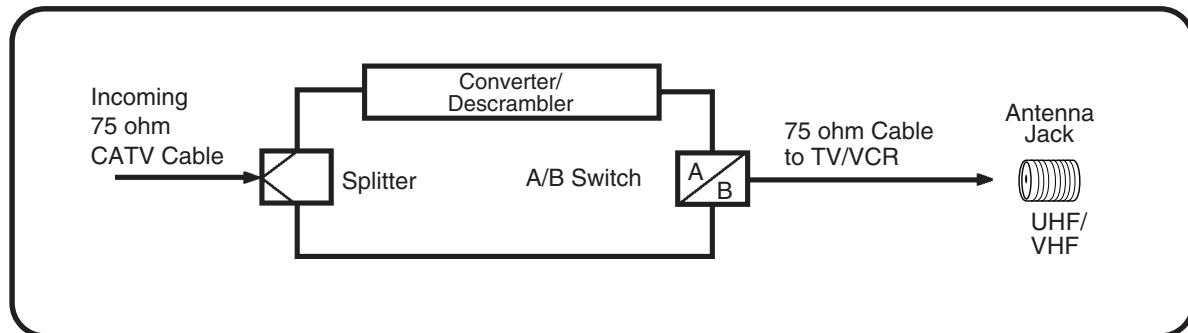 Incoming
75 ohm
CATV Cable
Converter/
Descrambler
Splitter
A/B Switch
A
B
75 ohm Cable
to TV/VCR
Antenna
Jack
UHF/
VHF